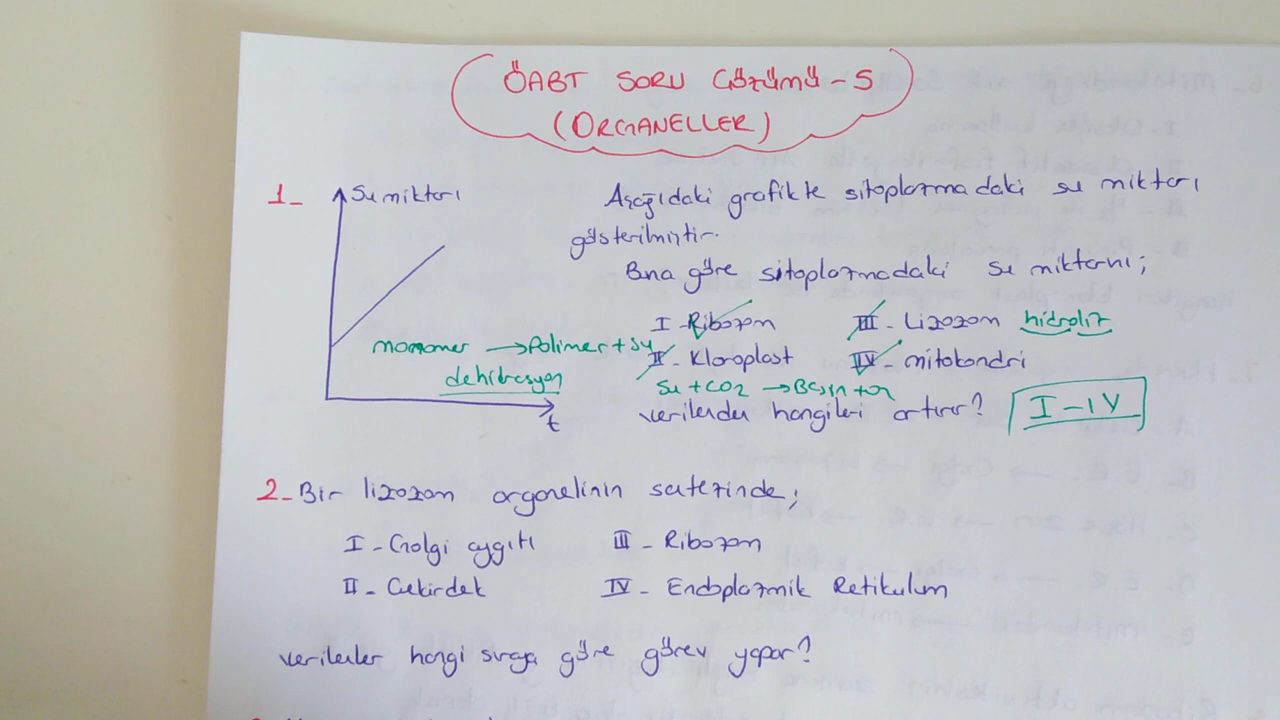 ÖABT SORU ÇÖZÜMÜ-5
(ORGANELLER)
1- Su miktarı
t
Aşağıdaki grafikte sitoplazmadaki su miktarı
gösterilmiştir.
Buna göre sitoplazmadaki su miktarını;
I - Ribozom
III - Lizozom hidroliz
monomer → Polimer + Su
dehitrasyon
II - Kloroplast
IV - mitokondri
Su + CO2 → Besin + O2
verilenler hangileri artırır? I-IV
2- Bir lizozom organelinin sentezinde;
I - Golgi aygıtı
III - Ribozom
II - Çekirdek
IV - Endoplazmik Retikulum
verilenler hangi sıraya göre görev yapar?